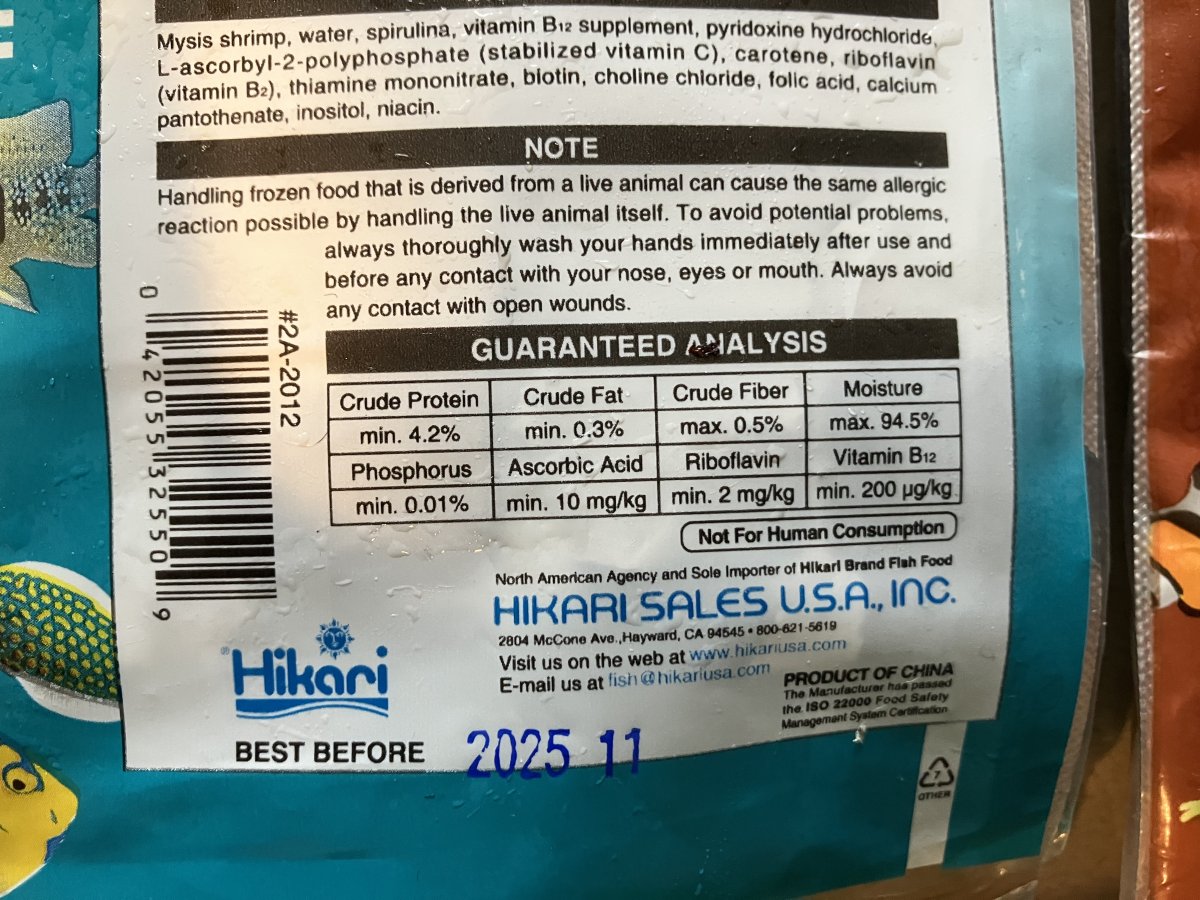 Mysis shrimp, water, spirulina, vitamin B12 supplement, pyridoxine hydrochloride,
L-ascorbyl-2-polyphosphate (stabilized vitamin C), carotene, riboflavin
(vitamin B2), thiamine mononitrate, biotin, choline chloride, folic acid, calcium
pantothenate, inositol, niacin.
NOTE
Handling frozen food that is derived from a live animal can cause the same allergic
reaction possible by handling the live animal itself. To avoid potential problems,
always thoroughly wash your hands immediately after use and
before any contact with your nose, eyes or mouth. Always avoid
any contact with open wounds.
0 42055 32550 9
#2A-2012
GUARANTEED ANALYSIS
Crude Protein Crude Fat Crude Fiber Moisture
min. 4.2% min. 0.3% max. 0.5% max. 94.5%
Phosphorus Ascorbic Acid Riboflavin Vitamin B12
min. 0.01% min. 10 mg/kg min. 2 mg/kg min. 200 µg/kg
Not For Human Consumption
North American Agency and Sole Importer of Hikari Brand Fish Food
HIKARI SALES U.S.A., INC.
2804 McCone Ave.,Hayward, CA 94545 • 800-621-5619
Visit us on the web at www.hikariusa.com
E-mail us at fish@hikariusa.com
PRODUCT OF CHINA
The Manufacturer has passed
the ISO 22000 Food Safety
Management System Certification
®Hikari
BEST BEFORE 2025 11
7
OTHER